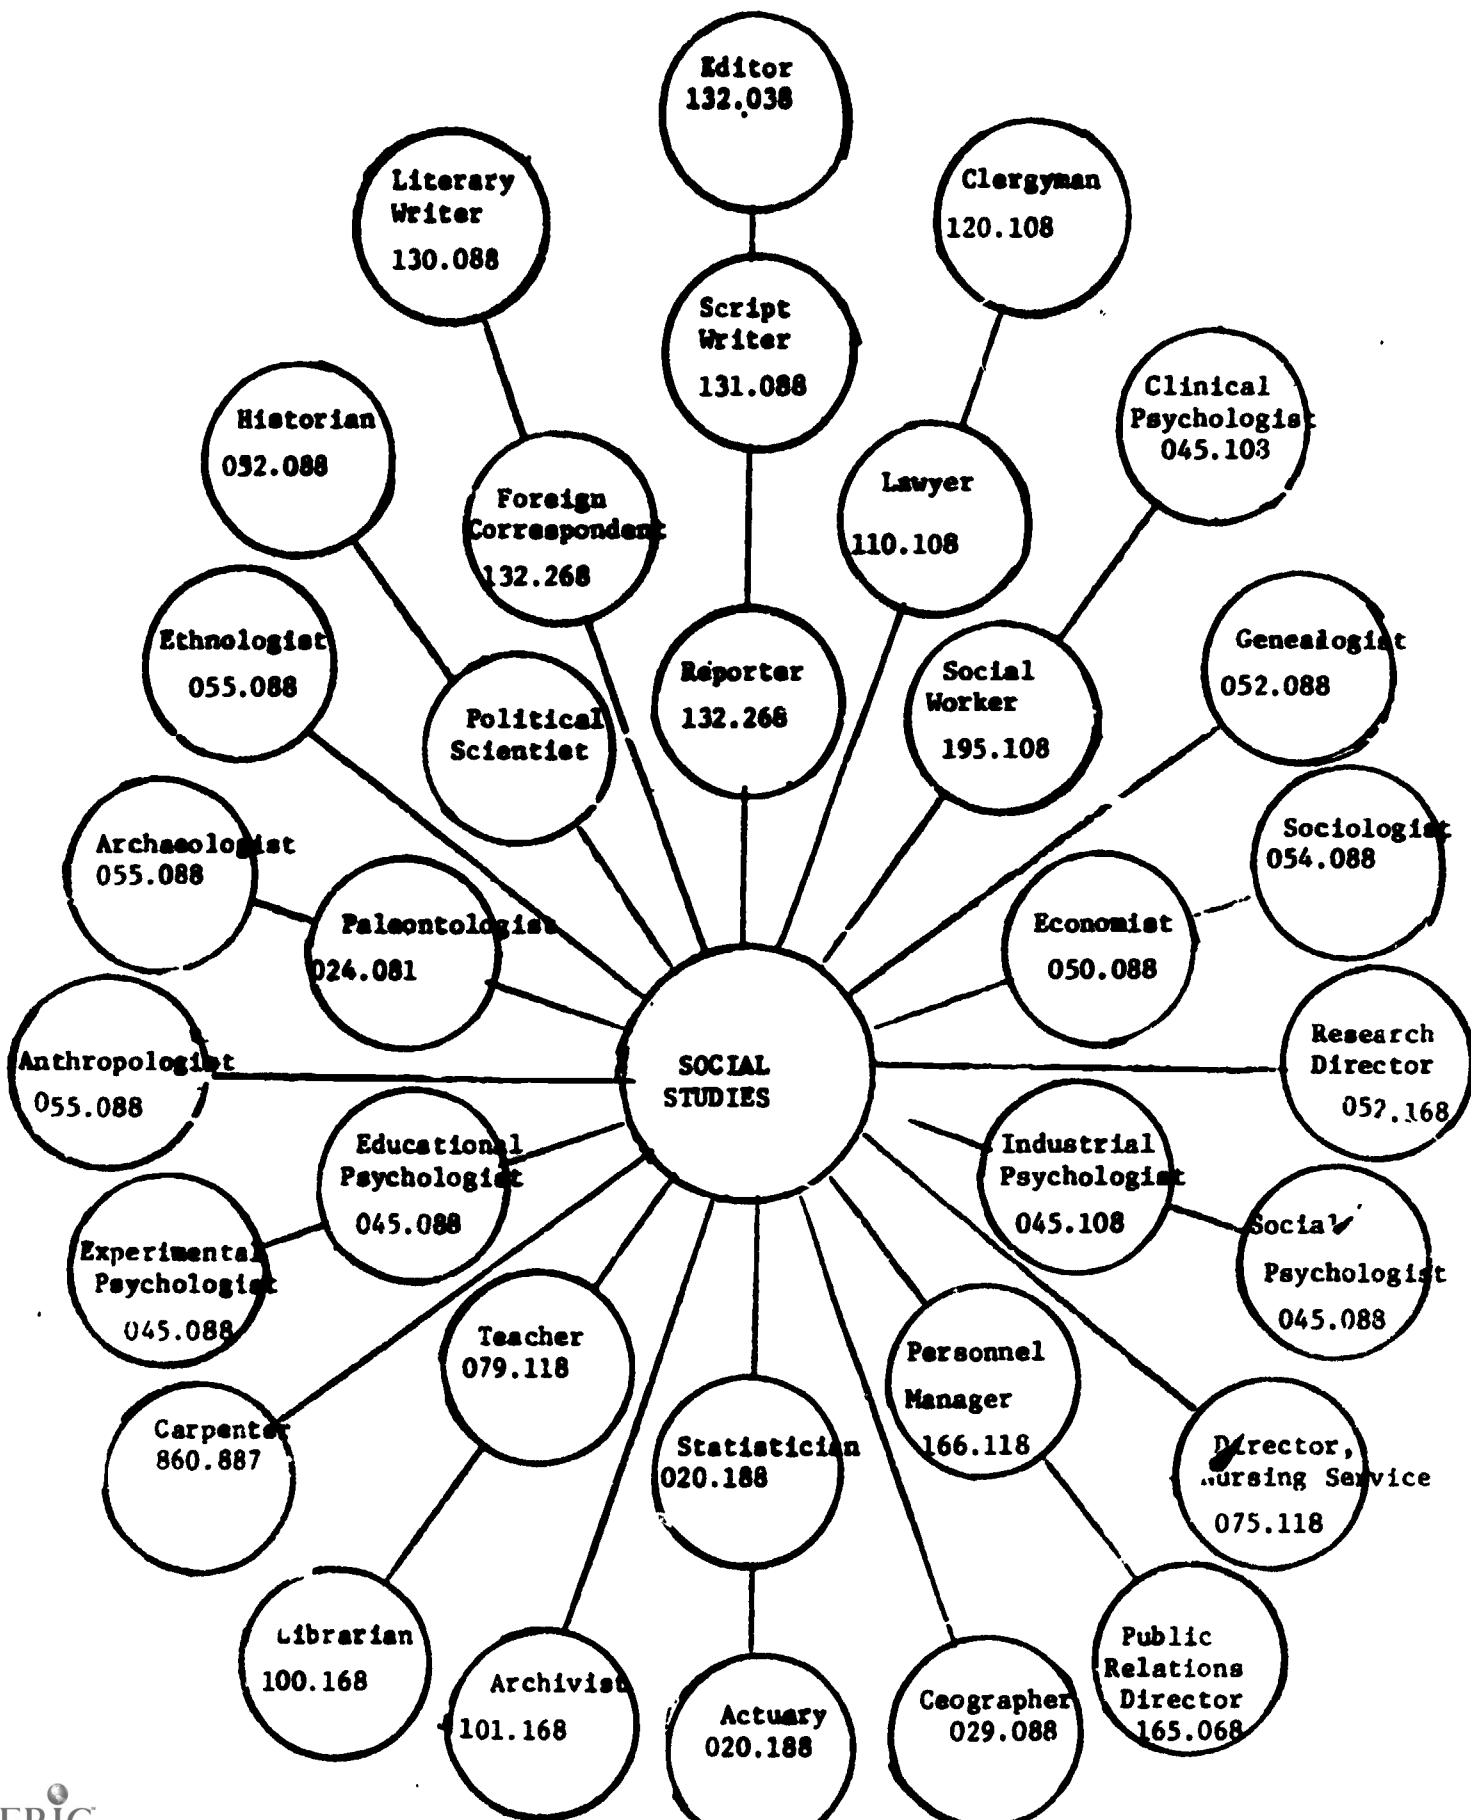 Editor
132.038
Literary
Writer
130.088
Clergyman
120.108
Script
Writer
131.088
Clinical
Psychologist
045.103
Historian
052.088
Lawyer
110.108
Foreign
Correspondent
132.268
Ethnologist
055.088
Genealogist
052.088
Political
Scientist
Reporter
132.268
Social
Worker
195.108
Archaeologist
055.088
Sociologist
054.088
Paleontologist
024.081
Economist
050.088
Anthropologist
055.088
SOCIAL
STUDIES
Research
Director
052.168
Educational
Psychologist
045.088
Industrial
Psychologist
045.108
Experimental
Psychologist
045.088
Social
Psychologist
045.088
Teacher
079.118
Personnel
Manager
166.118
Carpenter
860.887
Statistician
020.188
Director,
Nursing Service
075.118
Librarian
100.168
Archivist
101.168
Actuary
020.188
Geographer
029.088
Public
Relations
Director
165.068
ERIC